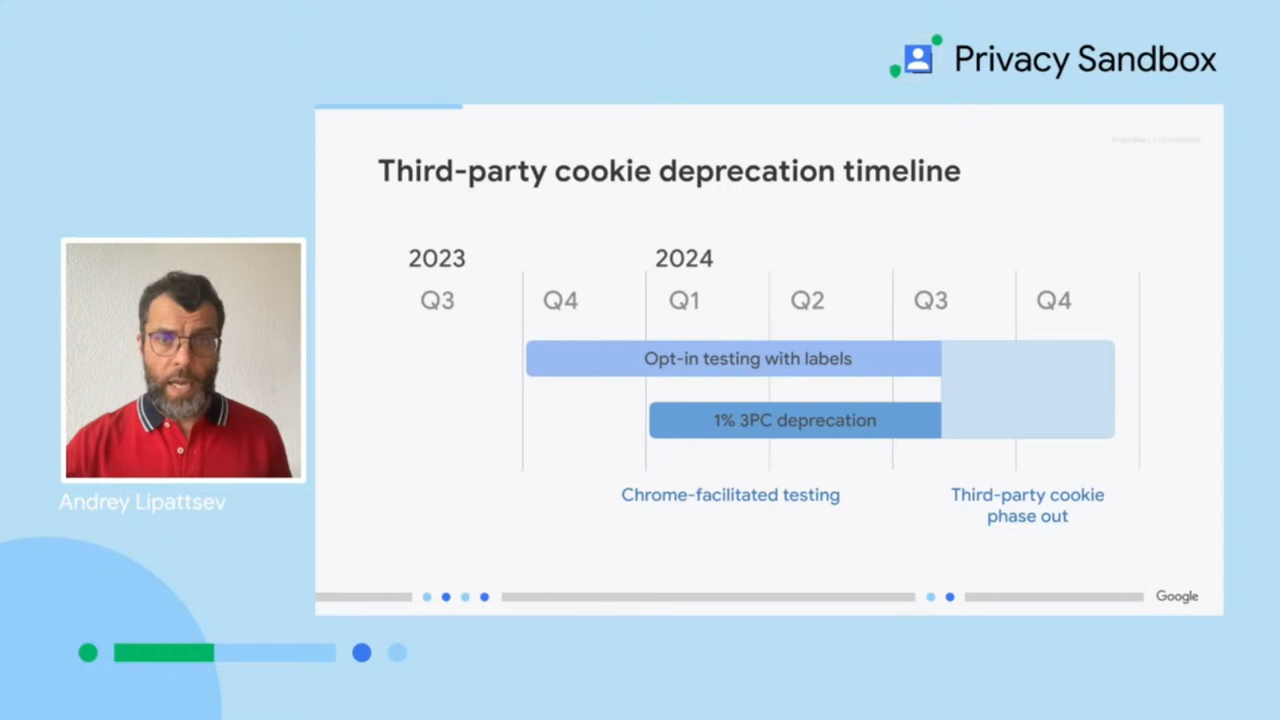 Privacy Sandbox
Third-party cookie deprecation timeline
2023
2024
Q3
Q4
Q1
Q2
Q3
Q4
Opt-in testing with labels
1% 3PC deprecation
Chrome-facilitated testing
Third-party cookie
phase out
Andrey Lipattsev
Google